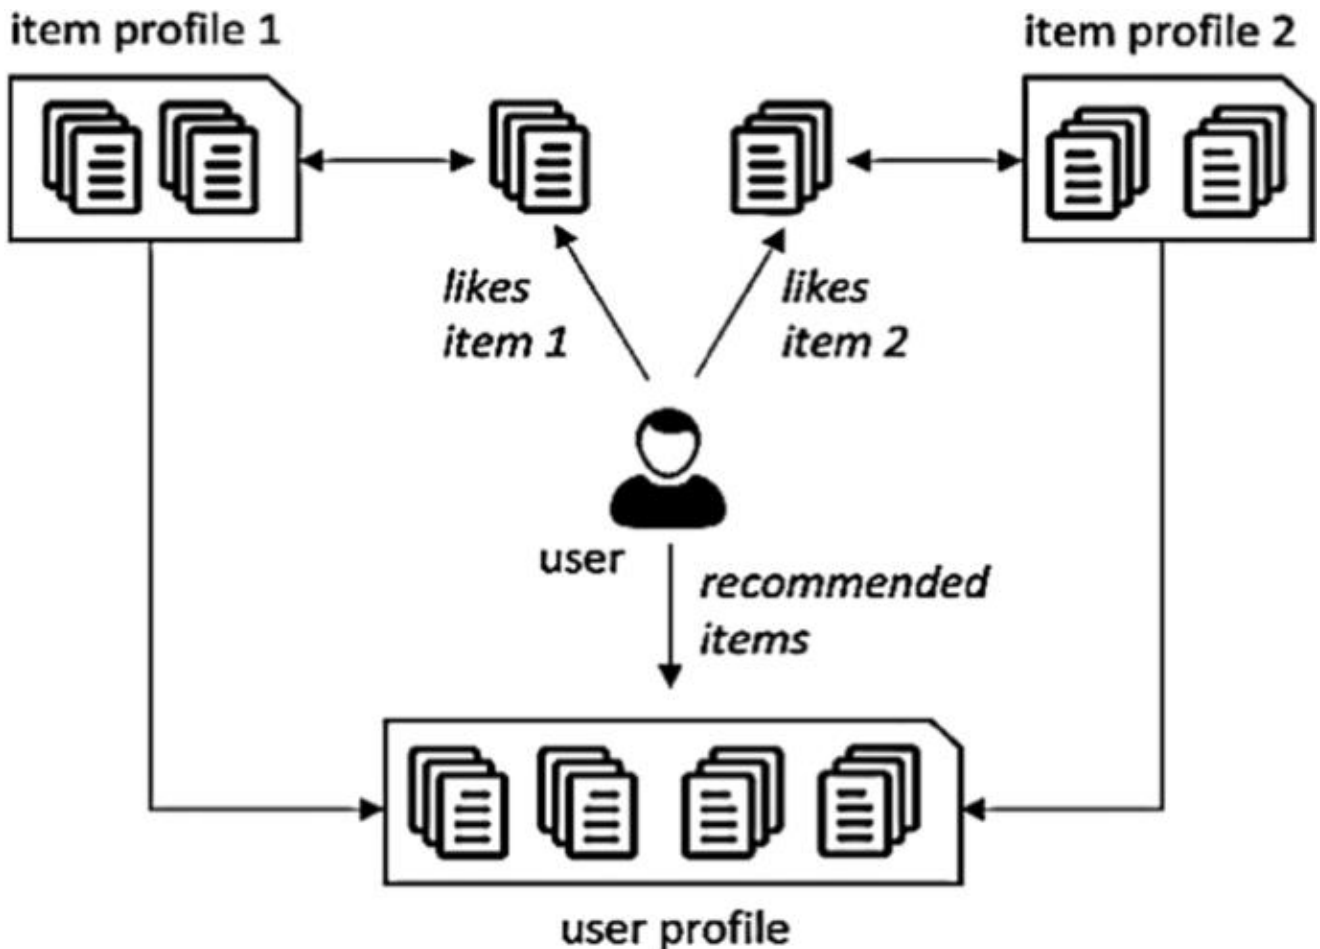 item profile 1
item profile 2
likes
item 1
likes
item 2
user
recommended
items
user profile